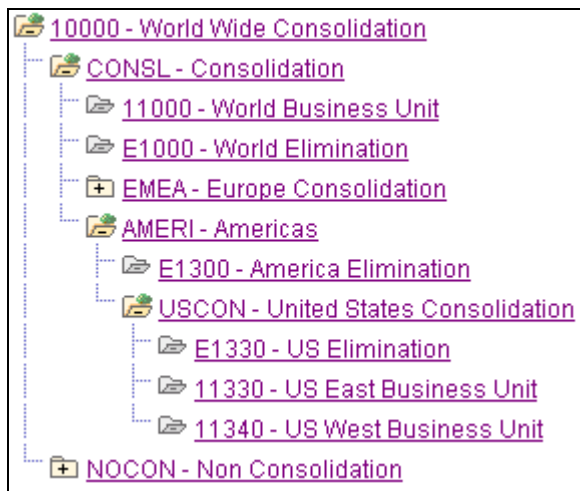 10000 - World Wide Consolidation
CONSL - Consolidation
11000 - World Business Unit
E1000 - World Elimination
EMEA - Europe Consolidation
AMERI - Americas
E1300 - America Elimination
USCON - United States Consolidation
E1330 - US Elimination
11330 - US East Business Unit
11340 - US West Business Unit
NOCON - Non Consolidation